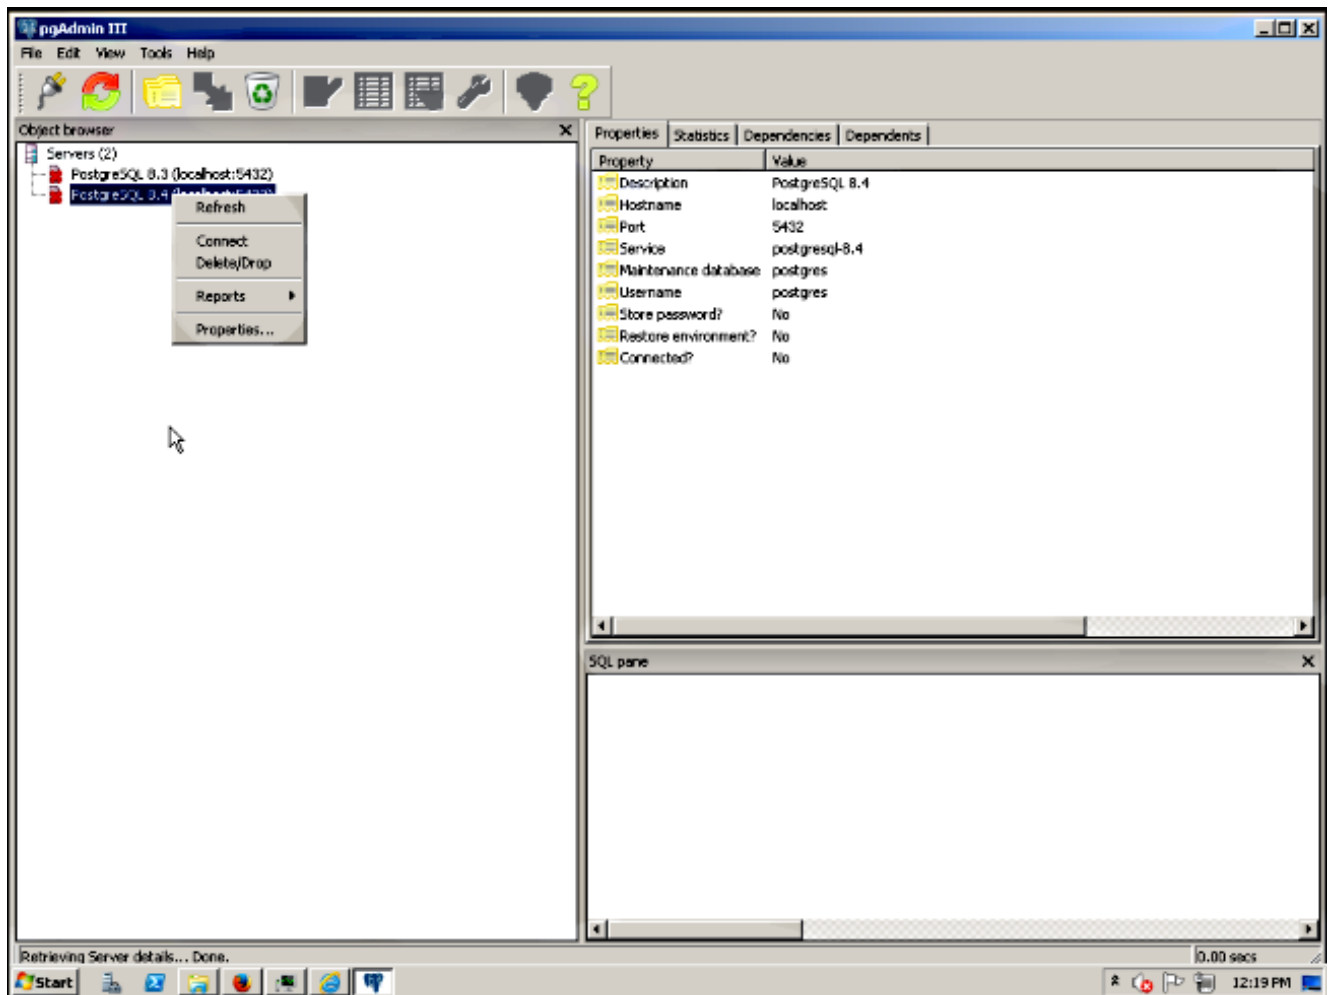 pgAdmin III
File Edit View Tools Help
Object browser
Servers (2)
PostgreSQL 8.3 (localhost:5432)
PostgreSQL 8.4 (localhost:5432)
Refresh
Connect
Delete/Drop
Reports
Properties...
Properties Statistics Dependencies Dependents
Property Value
Description PostgreSQL 8.4
Hostname localhost
Port 5432
Service postgresql-8.4
Maintenance database postgres
Username postgres
Store password? No
Restore environment? No
Connected? No
SQL pane
Retrieving Server details... Done. 0.00 secs
Start 12:19 PM